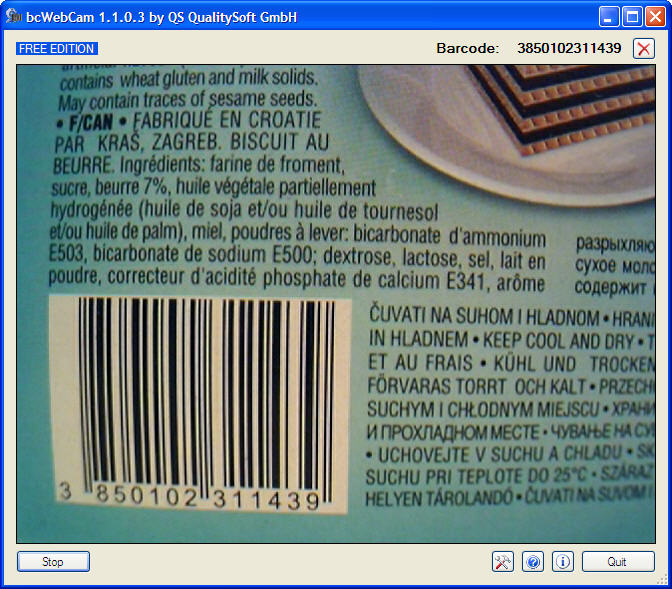 bcWebCam 1.1.0.3 by QS QualitySoft GmbH
FREE EDITION
Barcode: 3850102311439
contains wheat gluten and milk solids.
May contain traces of sesame seeds.
• F/CAN • FABRIQUÉ EN CROATIE
PAR KRAŠ, ZAGREB. BISCUIT AU
BEURRE. Ingrédients: farine de froment,
sucre, beurre 7%, huile végétale partiellement
hydrogénée (huile de soja et/ou huile de tournesol
et/ou huile de palm), miel, poudres à lever: bicarbonate d'ammonium
E503, bicarbonate de sodium E500; dextrose, lactose, sel, lait en
poudre, correcteur d'acidité phosphate de calcium E341, arôme
сухое
содержит
ČUVATI NA SUHOM I HLADNOM •
IN HLADNEM • KEEP COOL AND DRY •
ET AU FRAIS • KÜHL UND TROCKEN
FÖRVARAS TORRT OCH KALT •
SUCHYM I CHŁODNYM MIEJSCU •
И ПРОХЛАДНОМ МЕСТЕ • ЧУВАЊЕ НА
• UCHOVEJTE V SUCHU A CHLADU •
SUCHU PRI TEPLOTE DO 25°C • SZÁRAZ
HELYEN TÁROLANDÓ • ČUVATI NA SUVOM I
3 850102 311439
Stop
Quit